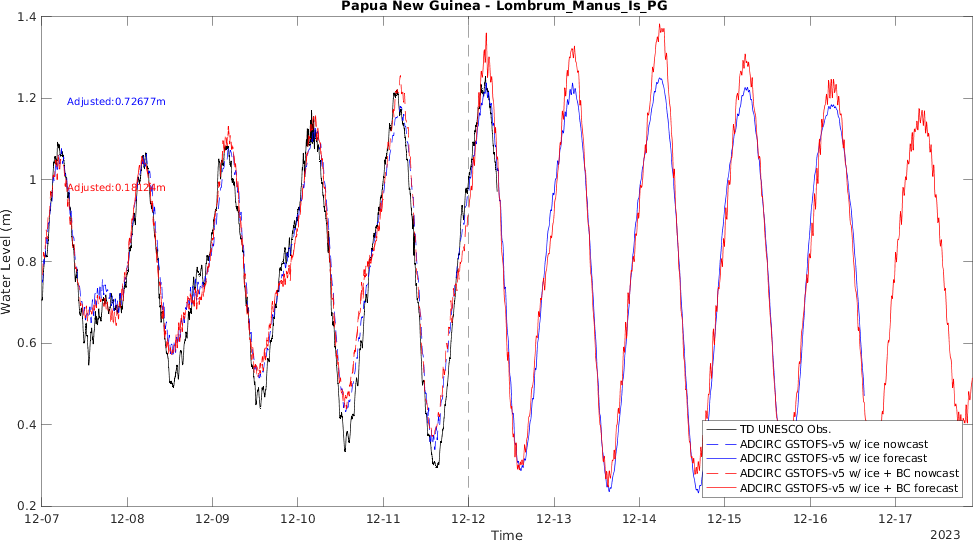 Papua New Guinea - Lombrum_Manus_Is_PG
1.4
1.2
1
0.8
0.6
0.4
0.2
Water Level (m)
Adjusted:0.72677m
Adjusted:0.18124m
TD UNESCO Obs.
ADCIRC GSTOFS-v5 w/ ice nowcast
ADCIRC GSTOFS-v5 w/ ice forecast
ADCIRC GSTOFS-v5 w/ ice + BC nowcast
ADCIRC GSTOFS-v5 w/ ice + BC forecast
12-07 12-08 12-09 12-10 12-11 12-12 12-13 12-14 12-15 12-16 12-17
Time
2023